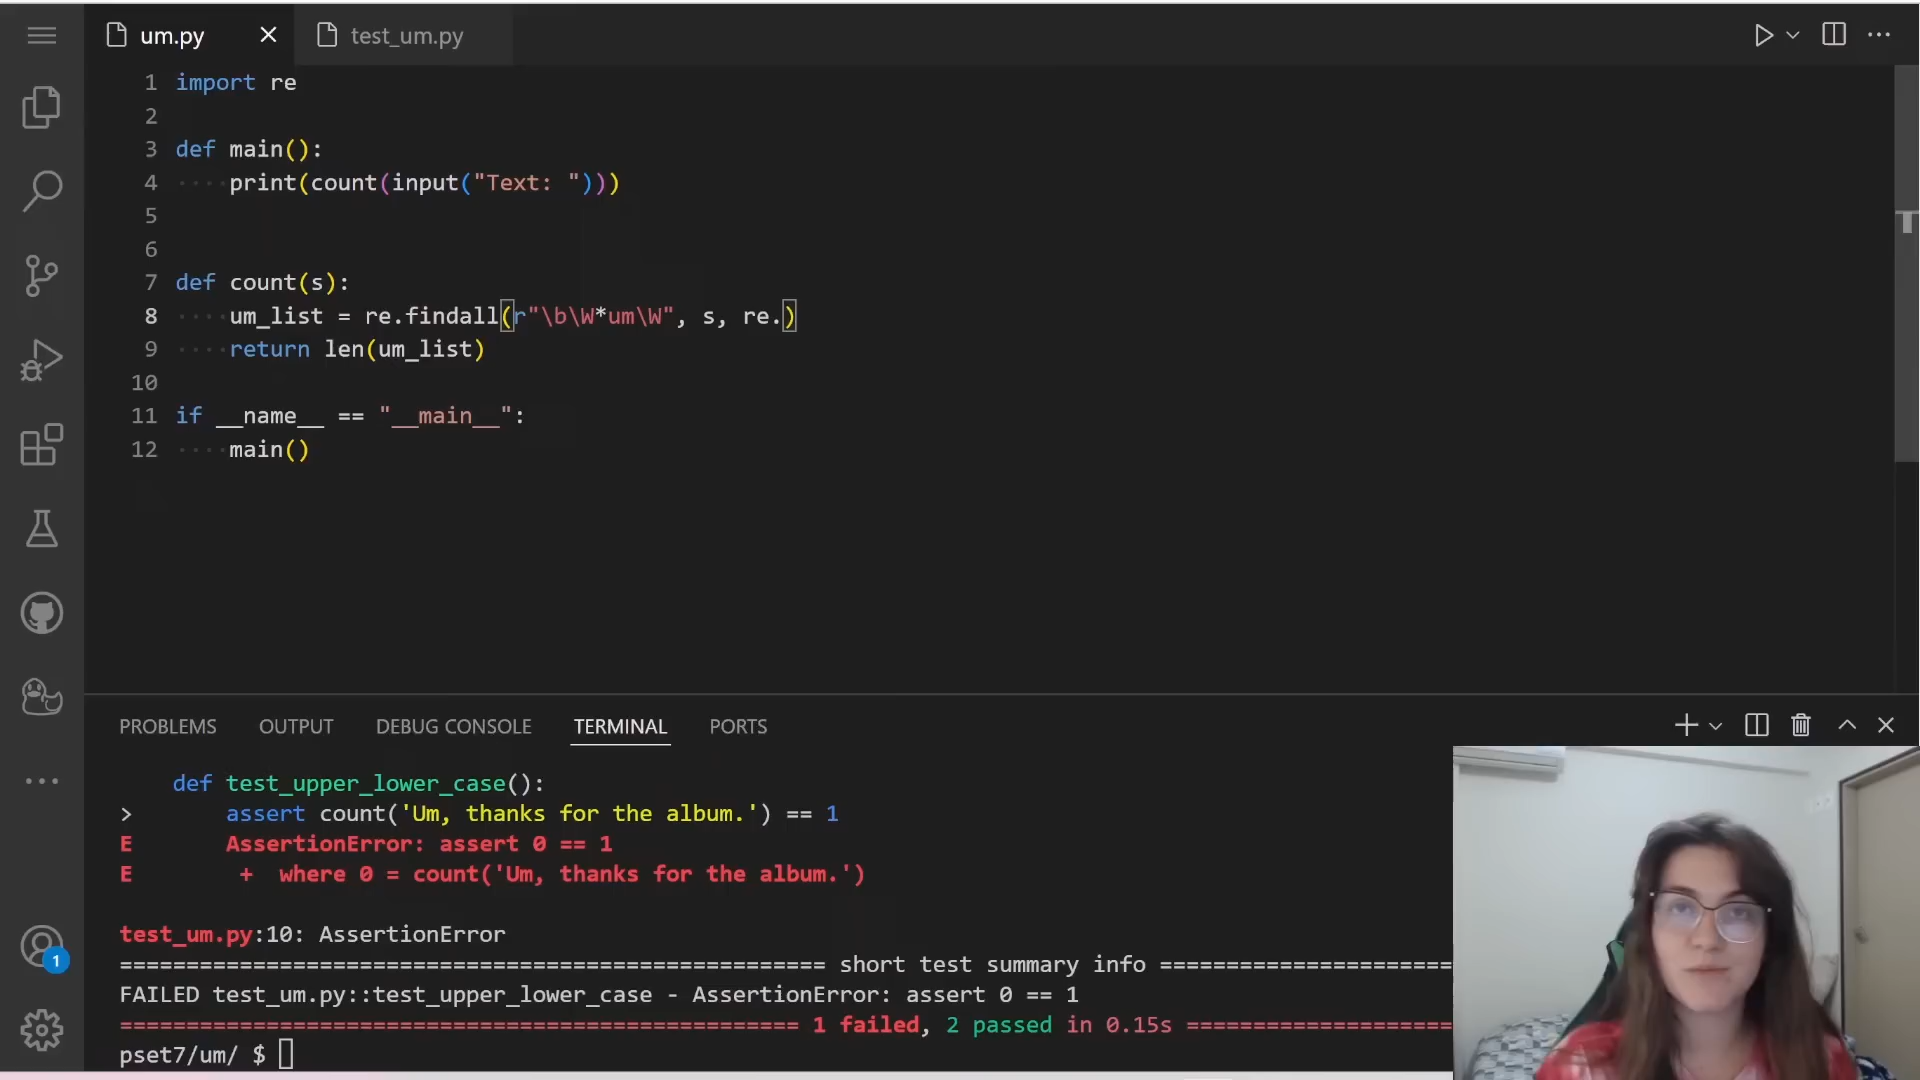 um.py
test_um.py
1 import re
2
3 def main():
4 ····print(count(input("Text: ")))
5
6
7 def count(s):
8 ····um_list = re.findall(r"\b\W*um\W", s, re.)
9 ····return len(um_list)
10
11 if __name__ == "__main__":
12 ····main()
PROBLEMS OUTPUT DEBUG CONSOLE TERMINAL PORTS
def test_upper_lower_case():
> assert count('Um, thanks for the album.') == 1
E AssertionError: assert 0 == 1
E + where 0 = count('Um, thanks for the album.')
test_um.py:10: AssertionError
===================================================== short test summary info ======================
FAILED test_um.py::test_upper_lower_case - AssertionError: assert 0 == 1
=================================================== 1 failed, 2 passed in 0.15s ====================
pset7/um/ $
1